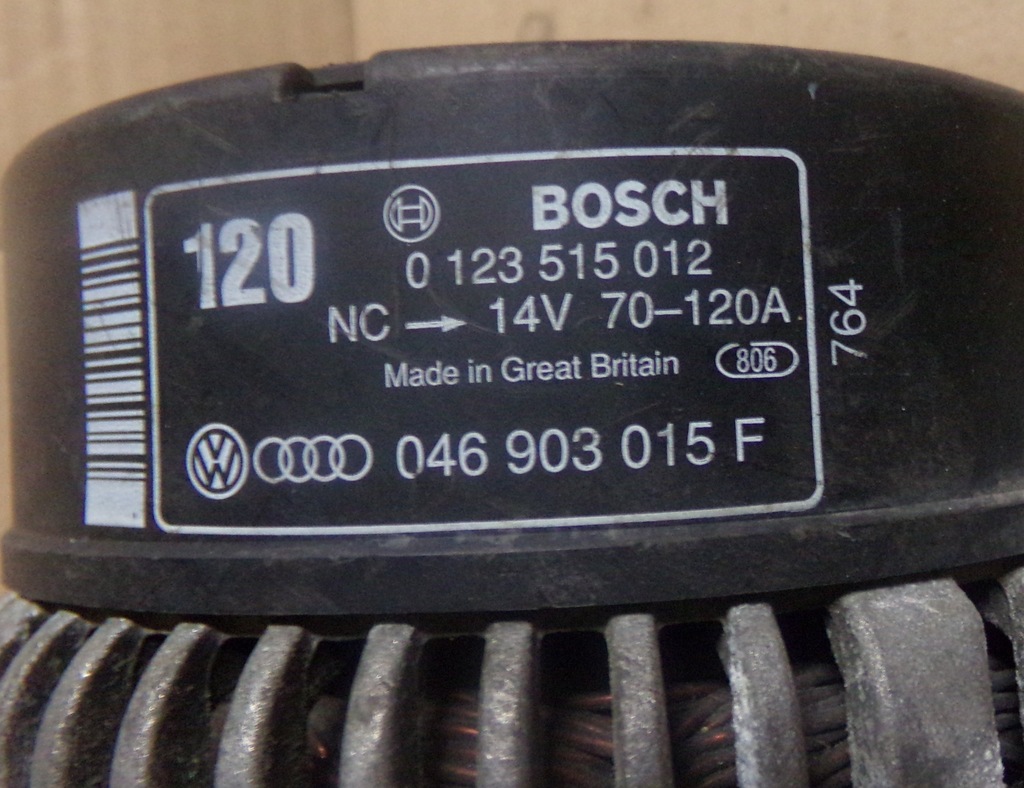 120
BOSCH
0 123 515 012
NC → 14V 70–120A
Made in Great Britain 806
046 903 015 F
764